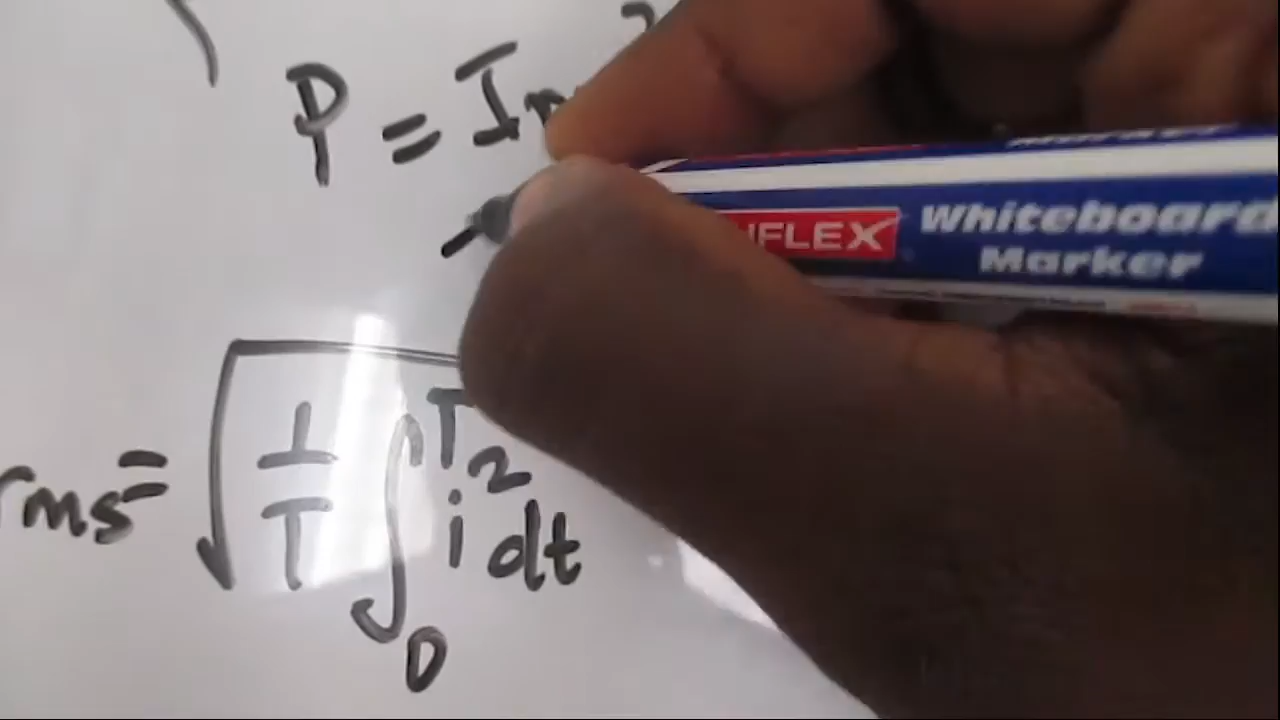 P = I
Whiteboard
Marker
rms = √ 1/T ∫₀ᵀ i² dt